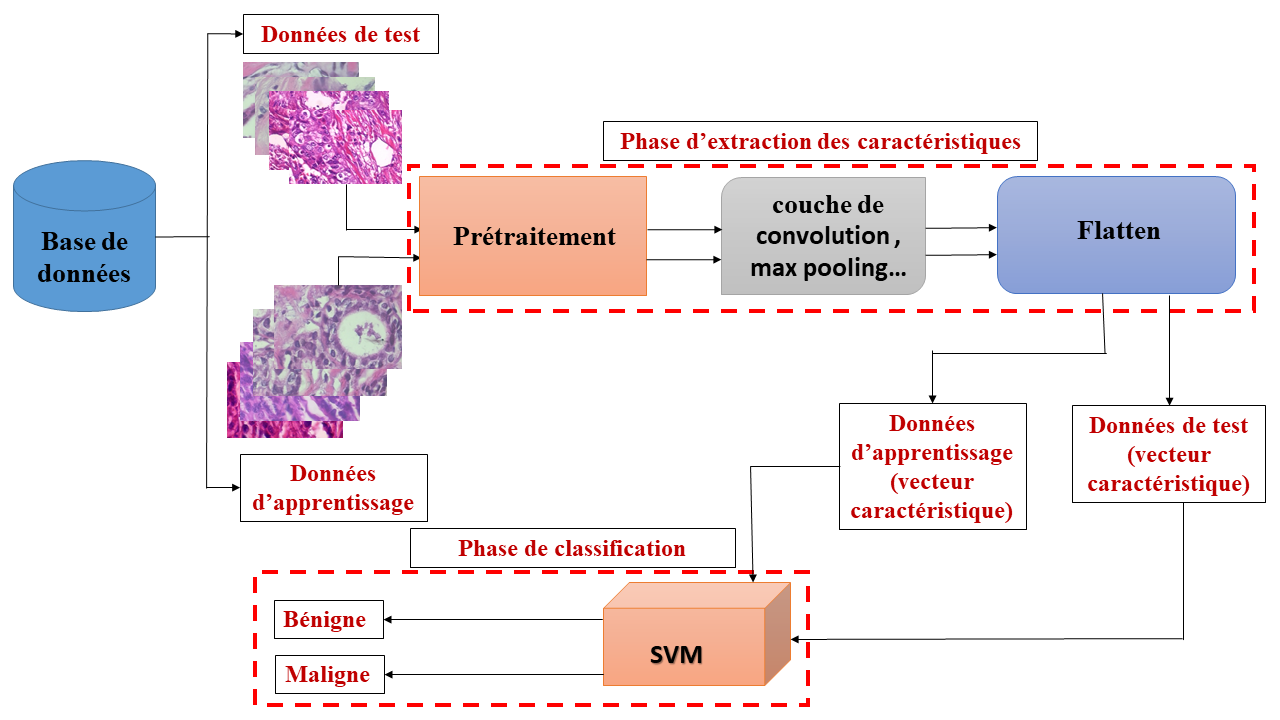 Données de test
Phase d’extraction des caractéristiques
Base de
données
Prétraitement
couche de
convolution ,
max pooling...
Flatten
Données
d’apprentissage
(vecteur
caractéristique)
Données de test
(vecteur
caractéristique)
Données
d’apprentissage
Phase de classification
Bénigne
Maligne
SVM